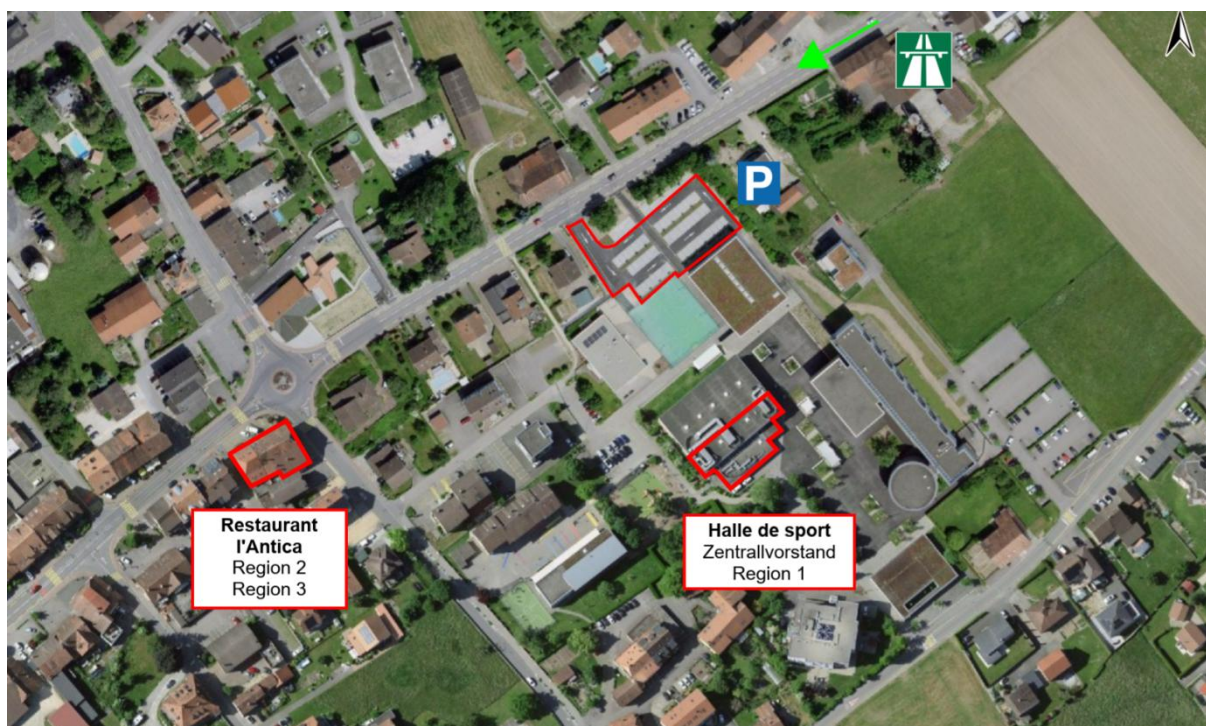 P
Restaurant
l'Antica
Region 2
Region 3
Halle de sport
Zentrallvorstand
Region 1